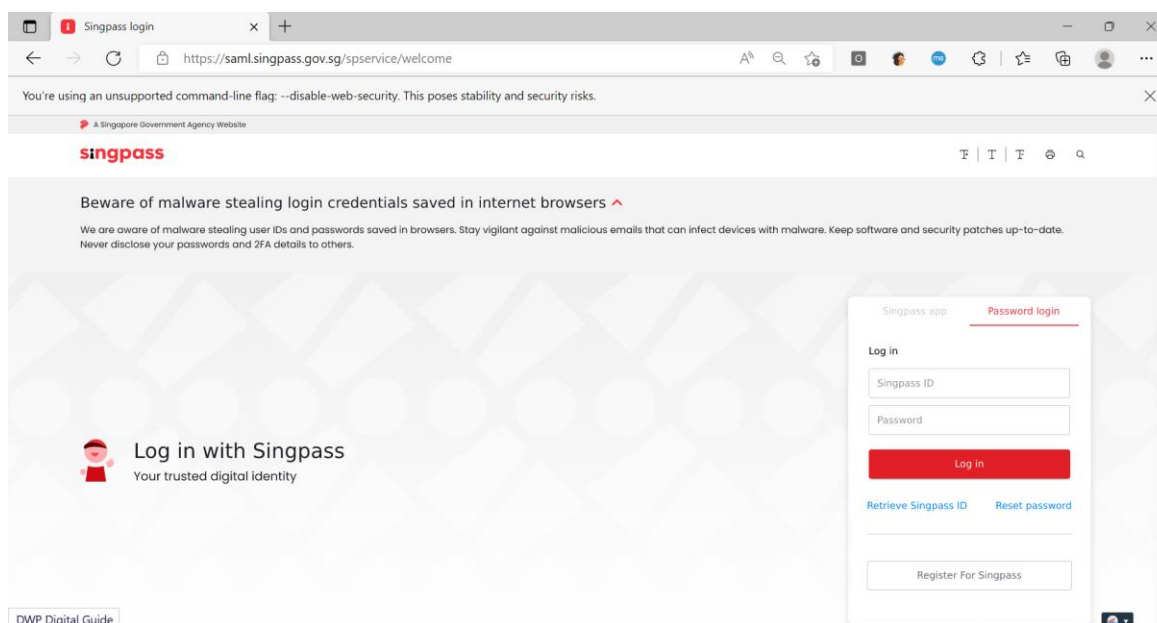 Singpass login
https://saml.singpass.gov.sg/spservice/welcome
You're using an unsupported command-line flag: --disable-web-security. This poses stability and security risks.
A Singapore Government Agency Website
singpass
Beware of malware stealing login credentials saved in internet browsers
We are aware of malware stealing user IDs and passwords saved in browsers. Stay vigilant against malicious emails that can infect devices with malware. Keep software and security patches up-to-date.
Never disclose your passwords and 2FA details to others.
Singpass app Password login
Log in
Singpass ID
Password
Log in with Singpass
Your trusted digital identity
Log in
Retrieve Singpass ID Reset password
Register For Singpass
DWP Digital Guide